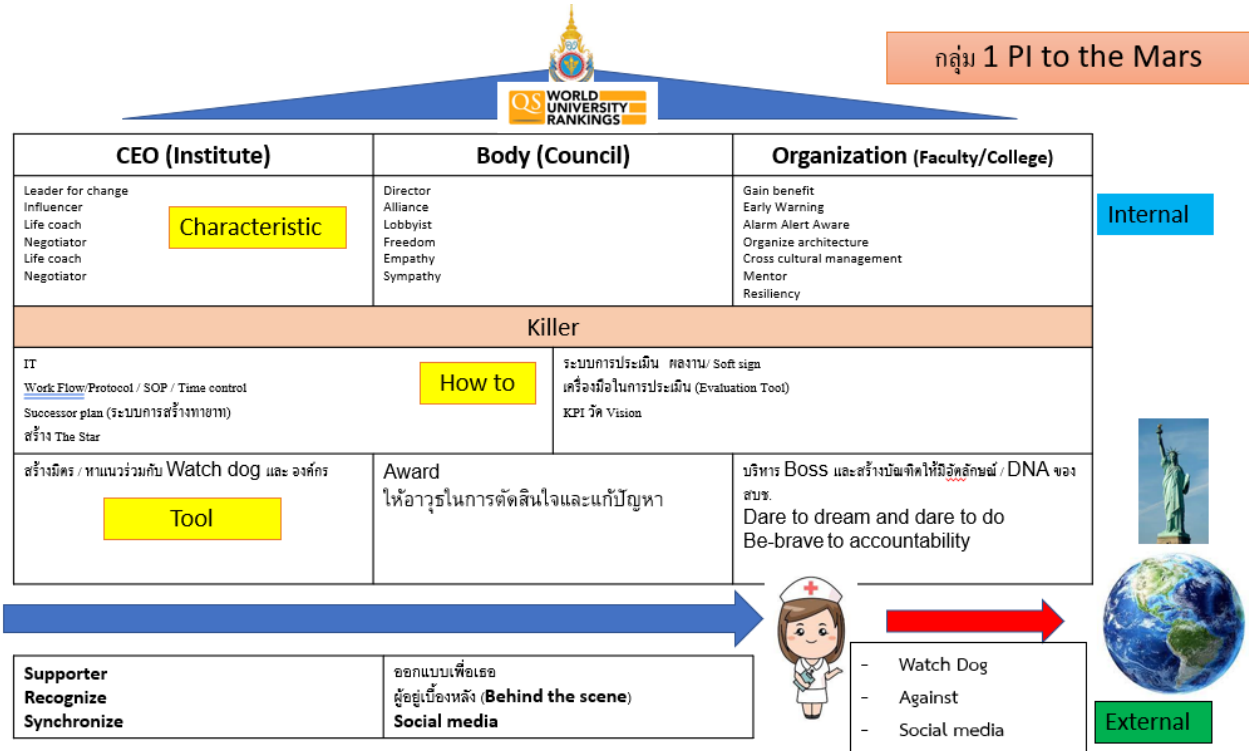 กลุ่ม 1 PI to the Mars
QS WORLD
UNIVERSITY
RANKINGS
CEO (Institute)
Body (Council)
Organization (Faculty/College)
Leader for change
Influencer
Life coach
Negotiator
Life coach
Negotiator
Characteristic
Director
Alliance
Lobbyist
Freedom
Empathy
Sympathy
Gain benefit
Early Warning
Alarm Alert Aware
Organize architecture
Cross cultural management
Mentor
Resiliency
Internal
Killer
IT
Work Flow/Protocol / SOP / Time control
Successor plan (ระบบการสร้างทายาท)
สร้าง The Star
How to
ระบบการประเมิน ผลงาน/ Soft sign
เครื่องมือในการประเมิน (Evaluation Tool)
KPI วัด Vision
สร้างมิตร / หาแนวร่วมกับ Watch dog และ องค์กร
Tool
Award
ให้อาวุธในการตัดสินใจและแก้ปัญหา
บริหาร Boss และสร้างบัณฑิตให้มีอัตลักษณ์ / DNA ของ
สบช.
Dare to dream and dare to do
Be-brave to accountability
Supporter
Recognize
Synchronize
ออกแบบเพื่อเธอ
ผู้อยู่เบื้องหลัง (Behind the scene)
Social media
- Watch Dog
- Against
- Social media
External